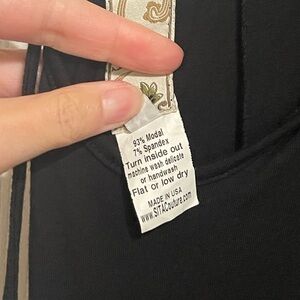 93% Modal
7% Spandex
Turn inside out
machine wash delicate
or handwash
Flat or low dry
MADE IN USA
www.SITACouture.com